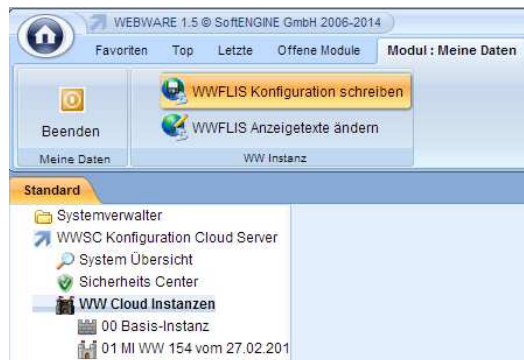 WEBWARE 1.5 © SoftENGINE GmbH 2006-2014
Favoriten Top Letzte Offene Module Modul : Meine Daten
WWFLIS Konfiguration schreiben
Beenden
WWFLIS Anzeigetexte ändern
Meine Daten
WW Instanz
Standard
Systemverwalter
WWSC Konfiguration Cloud Server
System Übersicht
Sicherheits Center
WW Cloud Instanzen
00 Basis-Instanz
01 MI WW 154 vom 27.02.201